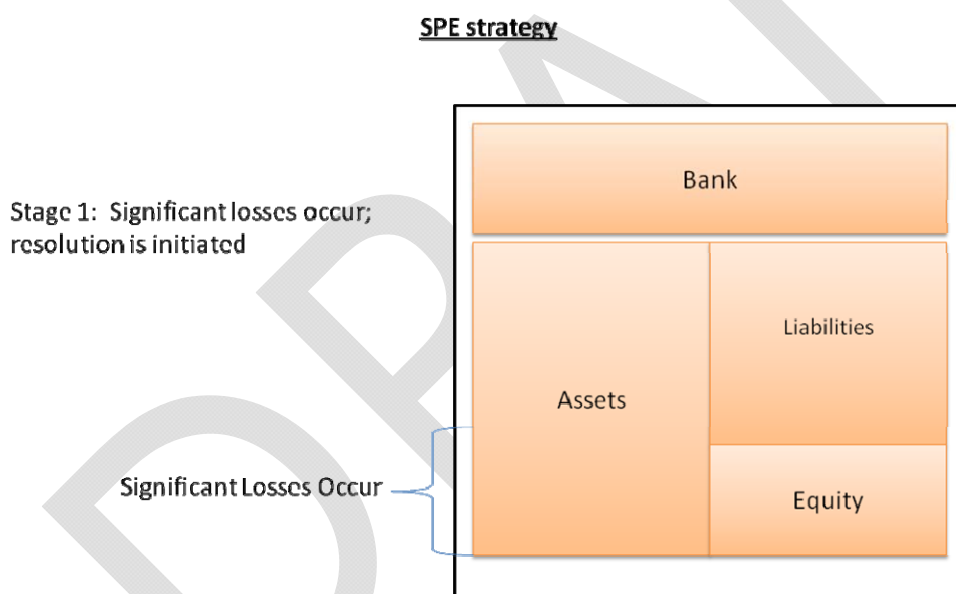 SPE strategy
Bank
Stage 1: Significant losses occur;
resolution is initiated
Liabilities
Assets
Significant Losses Occur
Equity